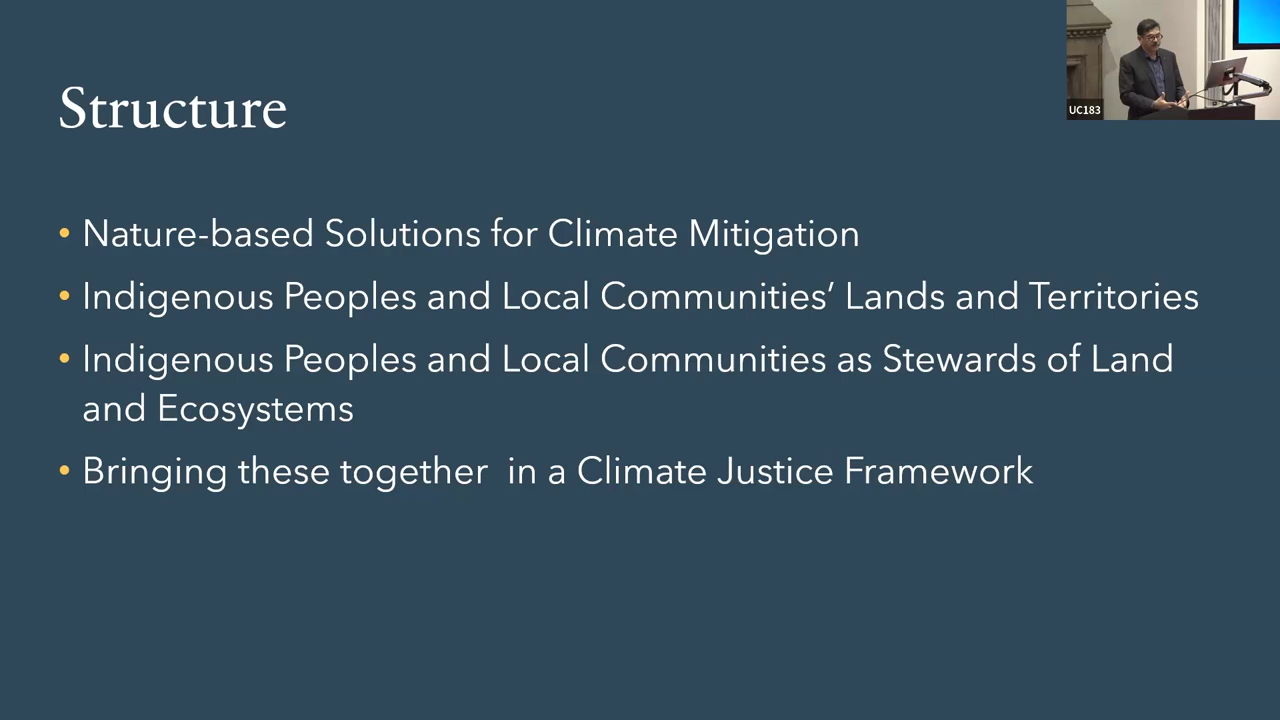 Structure
UC183
• Nature-based Solutions for Climate Mitigation
• Indigenous Peoples and Local Communities’ Lands and Territories
• Indigenous Peoples and Local Communities as Stewards of Land
and Ecosystems
• Bringing these together  in a Climate Justice Framework